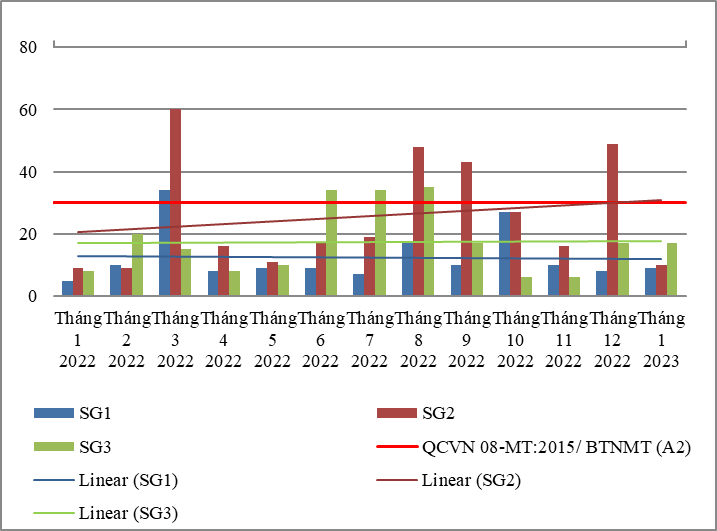 80
60
40
20
0
Tháng Tháng Tháng Tháng Tháng Tháng Tháng Tháng Tháng Tháng Tháng Tháng Tháng
1 2 3 4 5 6 7 8 9 10 11 12 1
2022 2022 2022 2022 2022 2022 2022 2022 2022 2022 2022 2022 2023
SG1 SG2
SG3 QCVN 08-MT:2015/ BTNMT (A2)
Linear (SG1) Linear (SG2)
Linear (SG3)